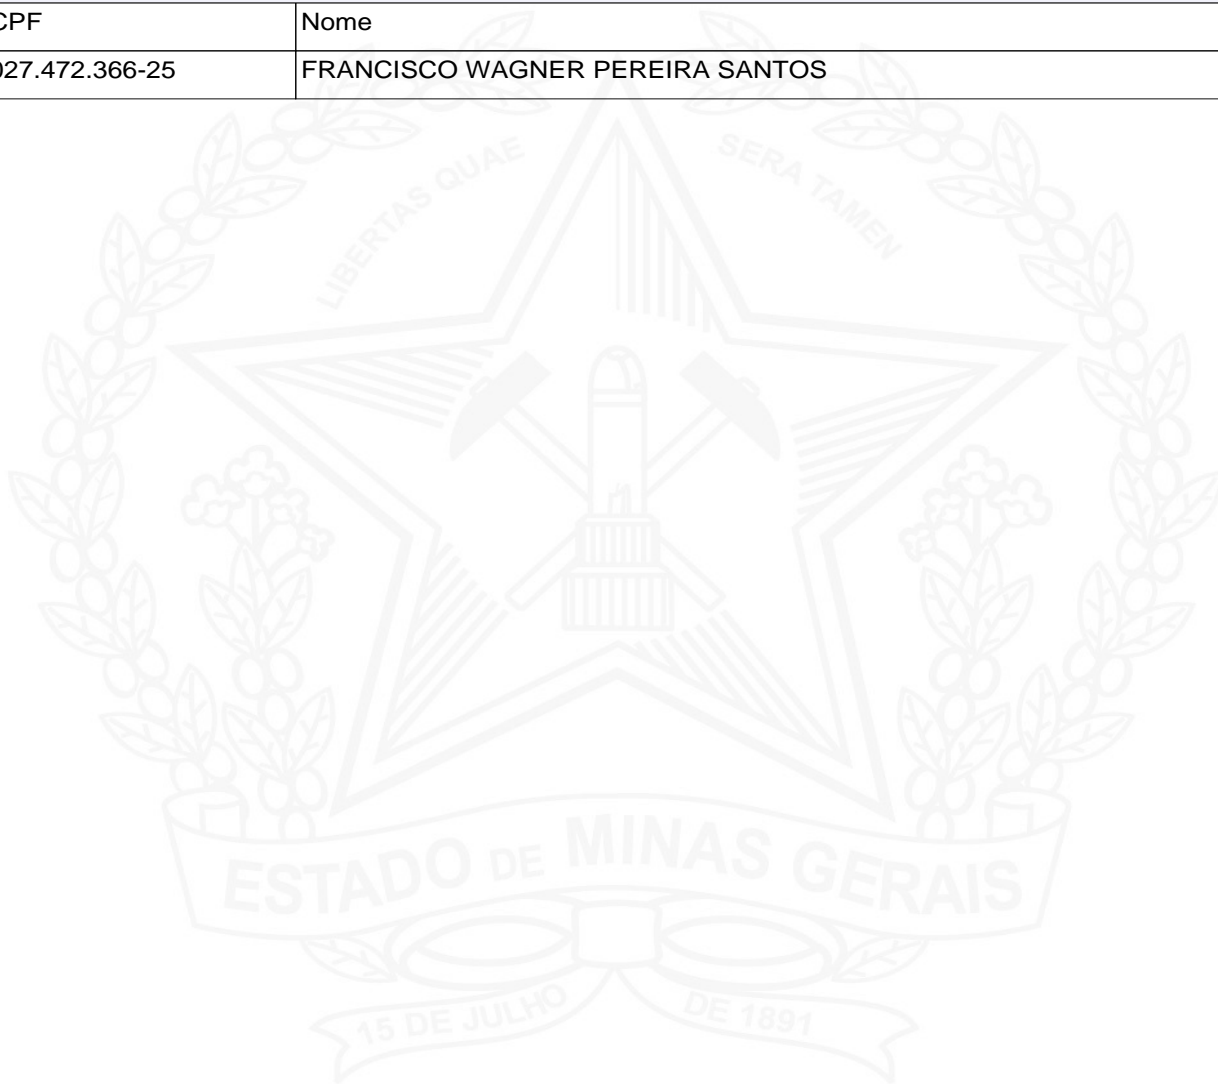 CPF Nome
027.472.366-25 FRANCISCO WAGNER PEREIRA SANTOS
LIBERTAS QUAE SERA TAMEN
ESTADO DE MINAS GERAIS
15 DE JULHO DE 1891